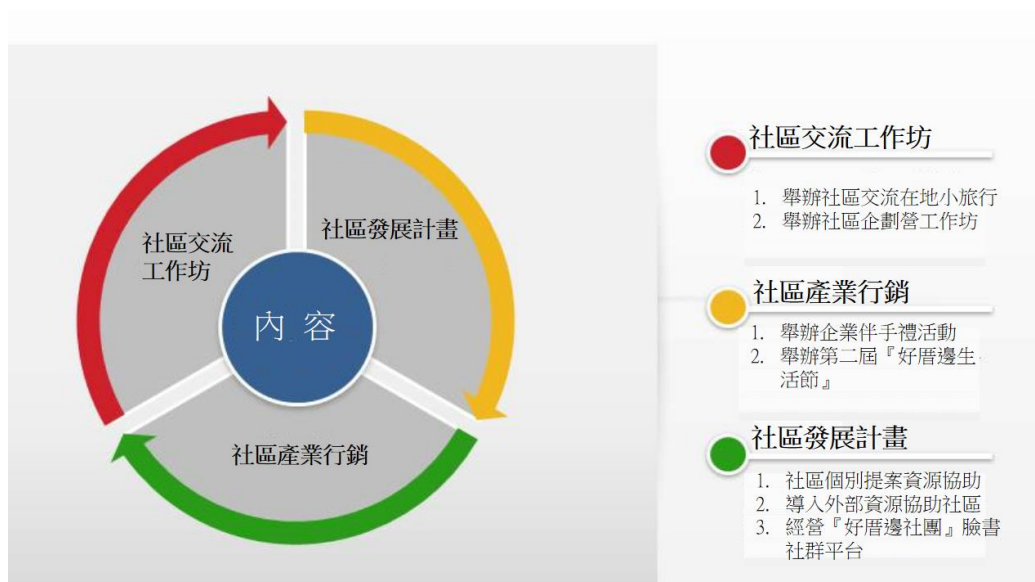 社區交流
工作坊
社區發展計畫
內 容
社區產業行銷
社區交流工作坊
1. 舉辦社區交流在地小旅行
2. 舉辦社區企劃營工作坊
社區產業行銷
1. 舉辦企業伴手禮活動
2. 舉辦第二屆『好厝邊生
活節』
社區發展計畫
1. 社區個別提案資源協助
2. 導入外部資源協助社區
3. 經營『好厝邊社團』臉書
社群平台